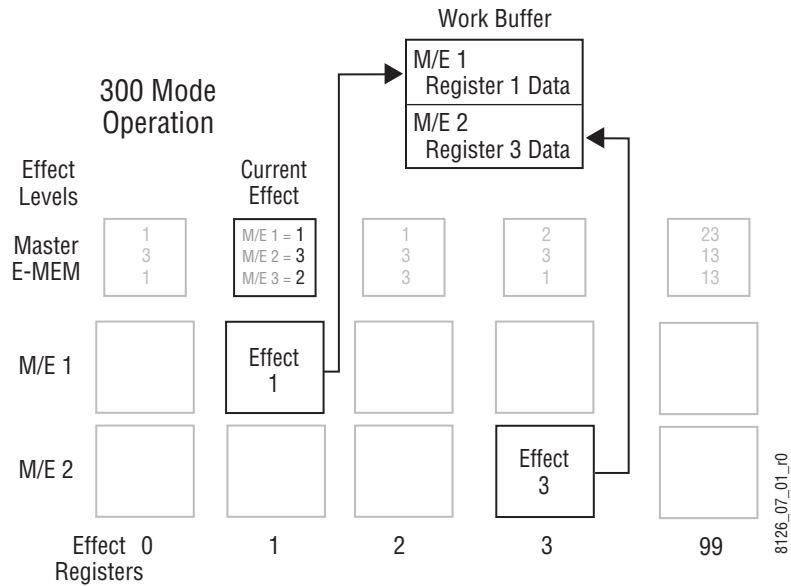 Work Buffer
M/E 1
Register 1 Data
M/E 2
Register 3 Data
300 Mode
Operation
Effect
Levels
Current
Effect
Master
E-MEM
1
3
1
M/E 1 = 1
M/E 2 = 3
M/E 3 = 2
1
3
3
2
3
1
23
13
13
M/E 1
Effect
1
M/E 2
Effect
3
Effect 0 1 2 3 99
Registers
8126_07_01_r0